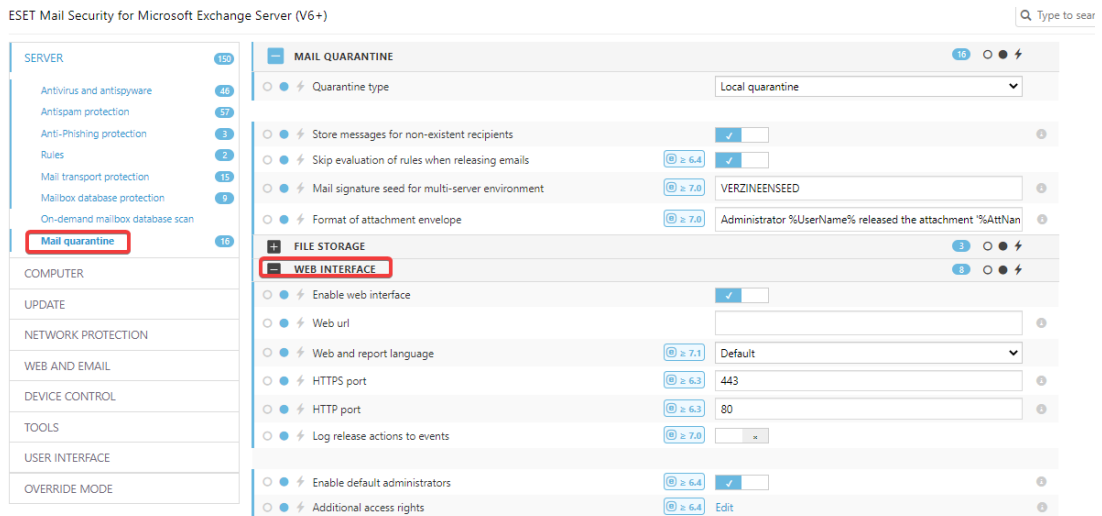 ESET Mail Security for Microsoft Exchange Server (V6+)
Type to sear
SERVER 150
Antivirus and antispyware 46
Antispam protection 57
Anti-Phishing protection 3
Rules 2
Mail transport protection 15
Mailbox database protection 9
On-demand mailbox database scan
Mail quarantine 16
COMPUTER
UPDATE
NETWORK PROTECTION
WEB AND EMAIL
DEVICE CONTROL
TOOLS
USER INTERFACE
OVERRIDE MODE
MAIL QUARANTINE 16
Quarantine type Local quarantine
Store messages for non-existent recipients
Skip evaluation of rules when releasing emails ≥ 6.4
Mail signature seed for multi-server environment ≥ 7.0 VERZINEENSEED
Format of attachment envelope ≥ 7.0 Administrator %UserName% released the attachment '%AttNan
FILE STORAGE 3
WEB INTERFACE 8
Enable web interface
Web url
Web and report language ≥ 7.1 Default
HTTPS port ≥ 6.3 443
HTTP port ≥ 6.3 80
Log release actions to events ≥ 7.0
Enable default administrators ≥ 6.4
Additional access rights ≥ 6.4 Edit